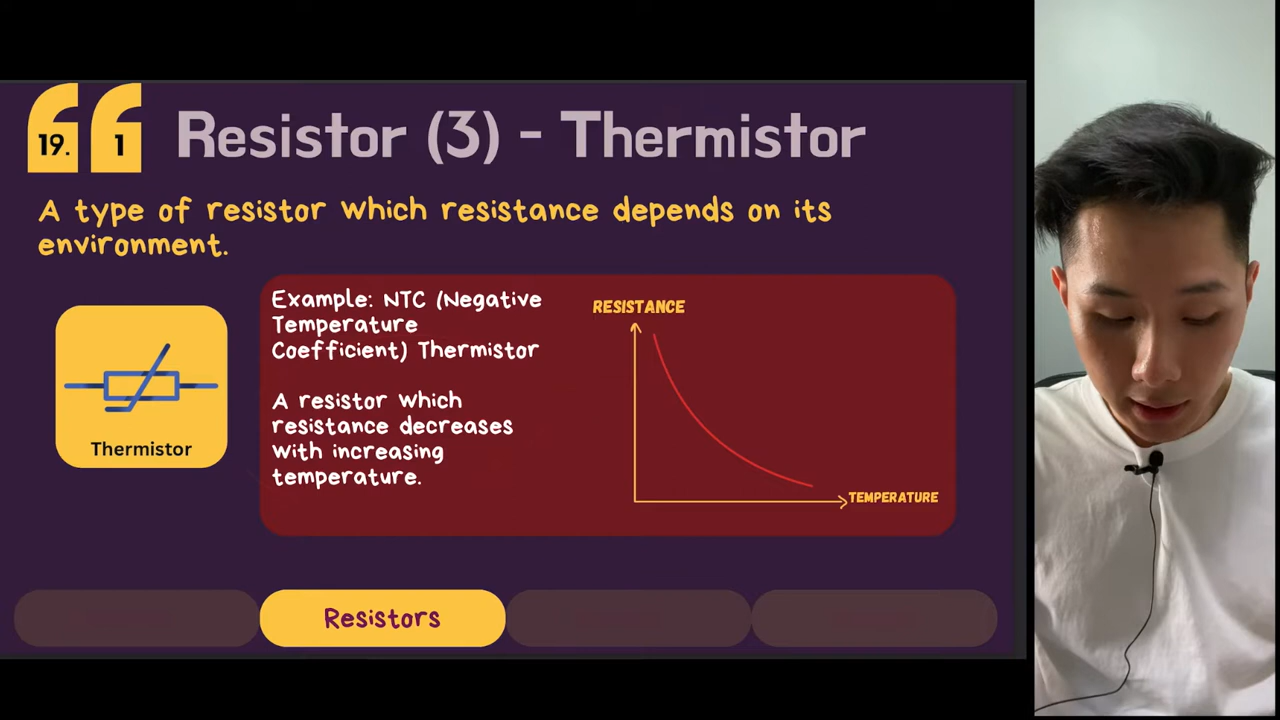 19. 1
Resistor (3) - Thermistor
A type of resistor which resistance depends on its
environment.
Thermistor
Example: NTC (Negative
Temperature
Coefficient) Thermistor
A resistor which
resistance decreases
with increasing
temperature.
RESISTANCE
TEMPERATURE
Resistors